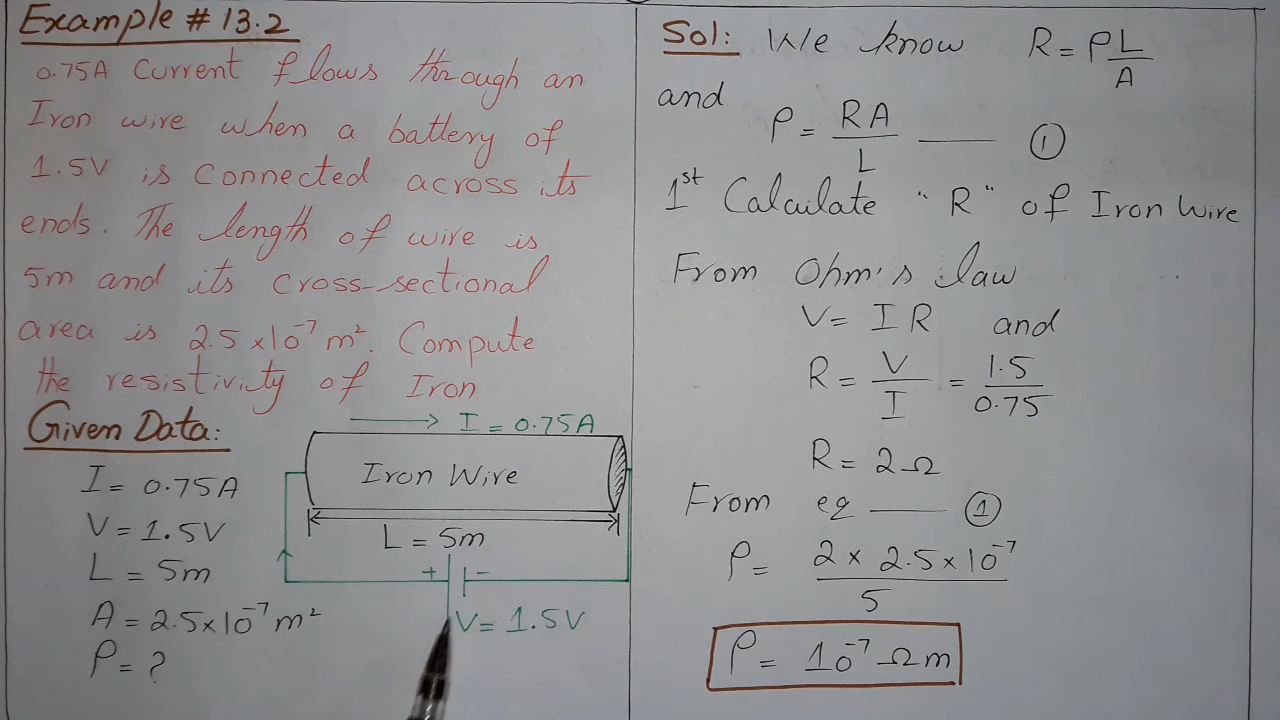 Example # 13.2
0.75A Current flows through an
Iron wire when a battery of
1.5V is connected across its
ends. The length of wire is
5m and its cross-sectional
area is 2.5 x 10⁻⁷ m². Compute
the resistivity of Iron.
Given Data:
I = 0.75A
V = 1.5V
L = 5m
A = 2.5x10⁻⁷ m²
ρ = ?
I = 0.75A
Iron Wire
L = 5m
+ -
V = 1.5V
Sol: We know R = ρ L/A
and
ρ = RA/L ①
1st Calculate "R" of Iron Wire
From Ohm's law
V = IR and
R = V/I = 1.5/0.75
R = 2Ω
From eq ①
ρ = 2 x 2.5 x 10⁻⁷/5
ρ = 10⁻⁷ Ωm